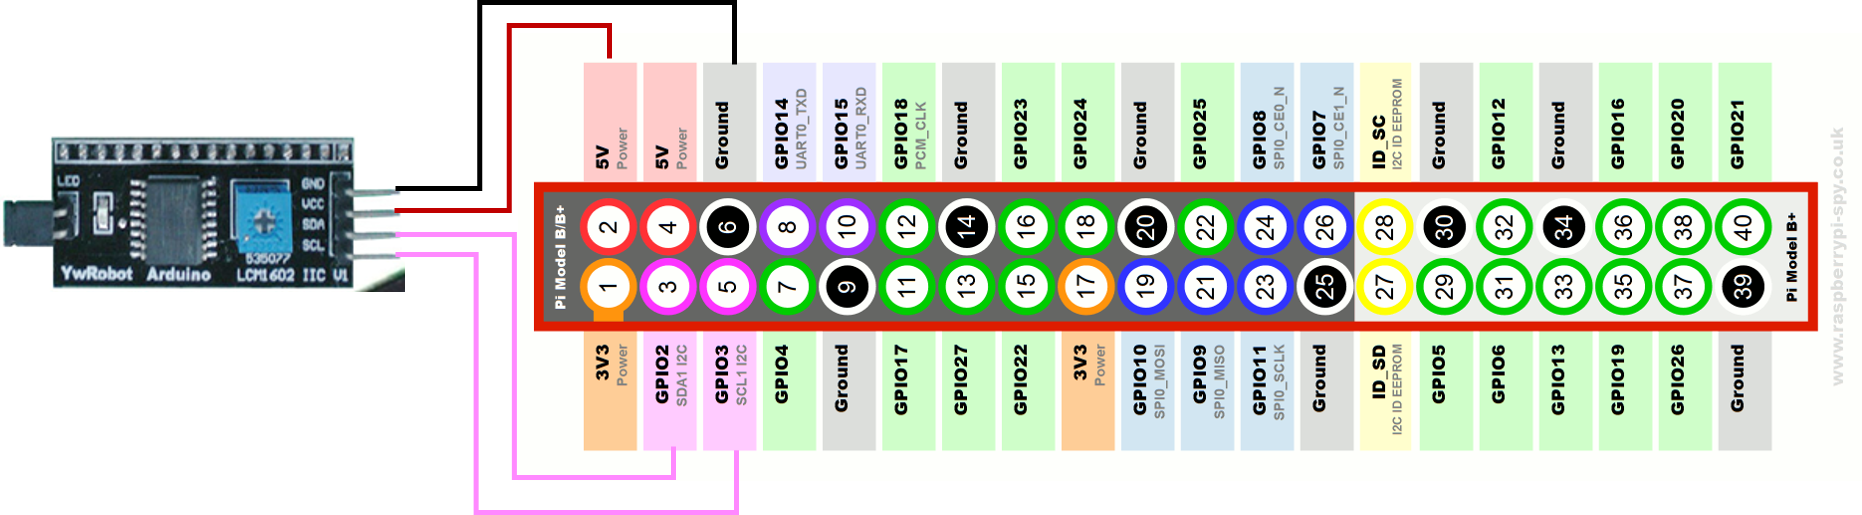 LED
GND
VCC
SDA
SCL
535077
YwRobot Arduino LCM1602 IIC V1
5V
Power
5V
Power
Ground
GPIO14
UART0_TXD
GPIO15
UART0_RXD
GPIO18
PCM_CLK
Ground
GPIO23
GPIO24
Ground
GPIO25
GPIO8
SPI0_CE0_N
GPIO7
SPI0_CE1_N
ID_SC
I2C ID EEPROM
Ground
GPIO12
Ground
GPIO16
GPIO20
GPIO21
Pi Model B/B+
2 4 6 8 10 12 14 16 18 20 22 24 26 28 30 32 34 36 38 40
1 3 5 7 9 11 13 15 17 19 21 23 25 27 29 31 33 35 37 39
Pi Model B+
3V3
Power
GPIO2
SDA1 I2C
GPIO3
SCL1 I2C
GPIO4
Ground
GPIO17
GPIO27
GPIO22
3V3
Power
GPIO10
SPI0_MOSI
GPIO9
SPI0_MISO
GPIO11
SPI0_SCLK
Ground
ID_SD
I2C ID EEPROM
GPIO5
GPIO6
GPIO13
GPIO19
GPIO26
Ground
www.raspberrypi-spy.co.uk